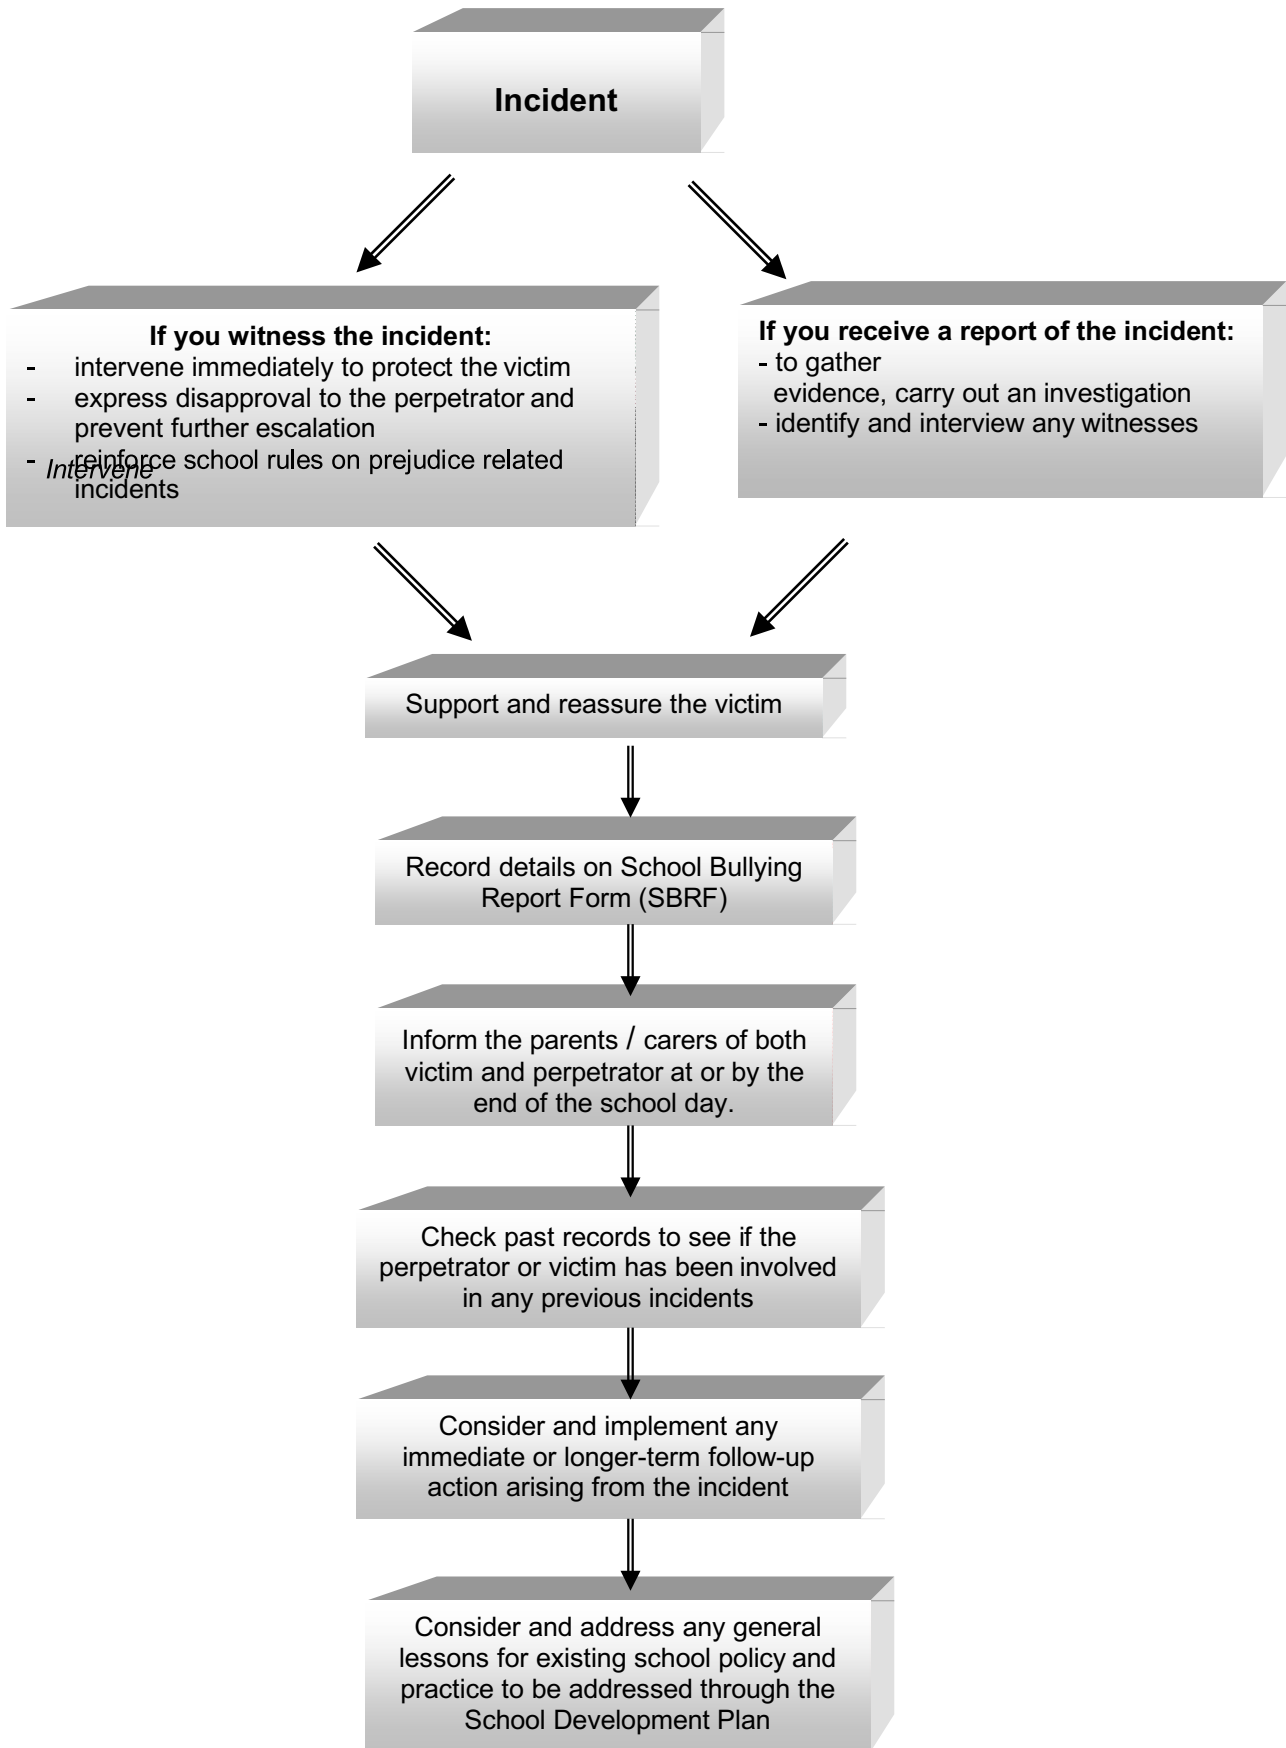 Incident
If you witness the incident:
- intervene immediately to protect the victim
- express disapproval to the perpetrator and
prevent further escalation
- reinforce school rules on prejudice related
Intervene
incidents
If you receive a report of the incident:
- to gather
evidence, carry out an investigation
- identify and interview any witnesses
Support and reassure the victim
Record details on School Bullying
Report Form (SBRF)
Inform the parents / carers of both
victim and perpetrator at or by the
end of the school day.
Check past records to see if the
perpetrator or victim has been involved
in any previous incidents
Consider and implement any
immediate or longer-term follow-up
action arising from the incident
Consider and address any general
lessons for existing school policy and
practice to be addressed through the
School Development Plan